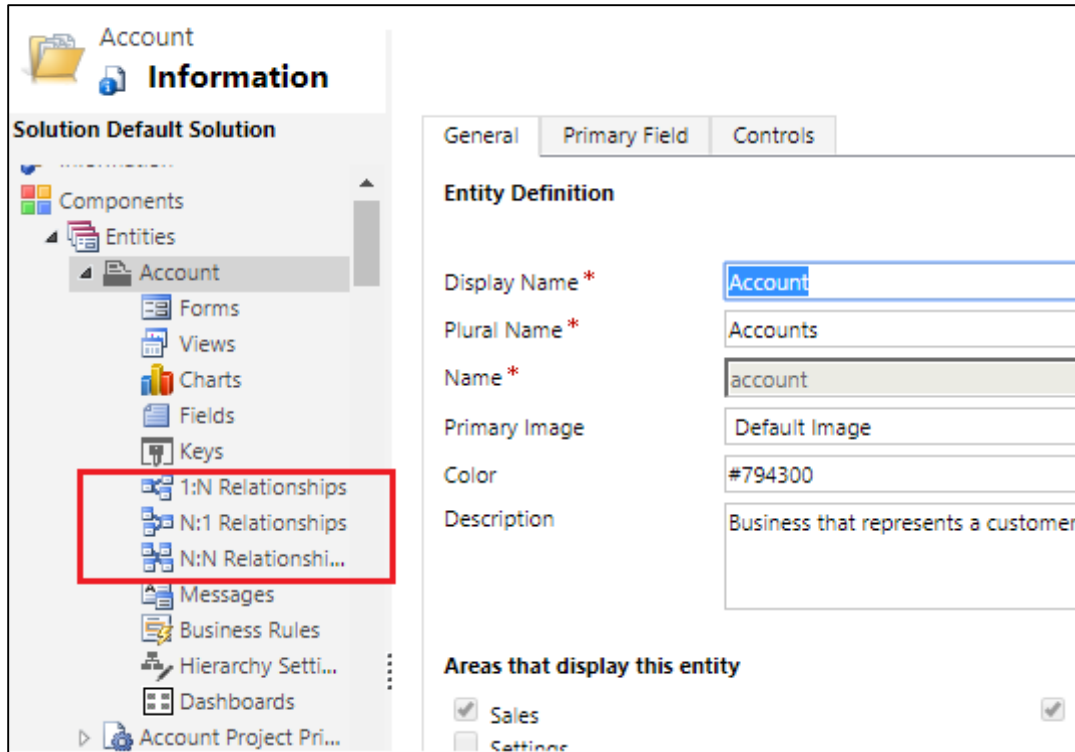 Account
Information
Solution Default Solution
Components
Entities
Account
Forms
Views
Charts
Fields
Keys
1:N Relationships
N:1 Relationships
N:N Relationshi...
Messages
Business Rules
Hierarchy Setti...
Dashboards
Account Project Pri...
General Primary Field Controls
Entity Definition
Display Name * Account
Plural Name * Accounts
Name * account
Primary Image Default Image
Color #794300
Description Business that represents a customer
Areas that display this entity
Sales
Settings